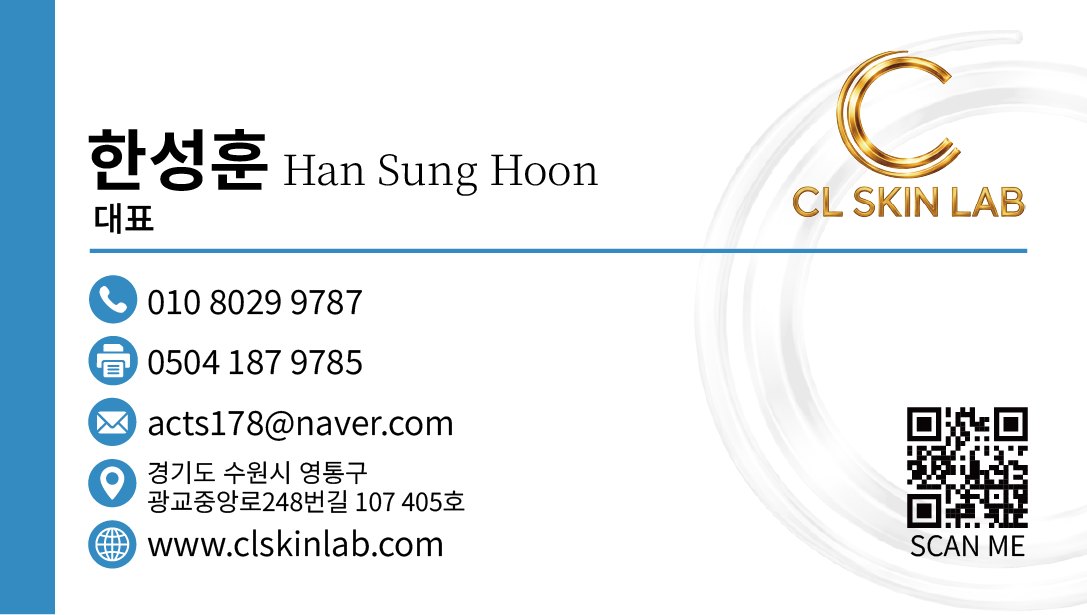 한성훈 Han Sung Hoon
대표
CL SKIN LAB
010 8029 9787
0504 187 9785
acts178@naver.com
경기도 수원시 영통구
광교중앙로248번길 107 405호
www.clskinlab.com
SCAN ME